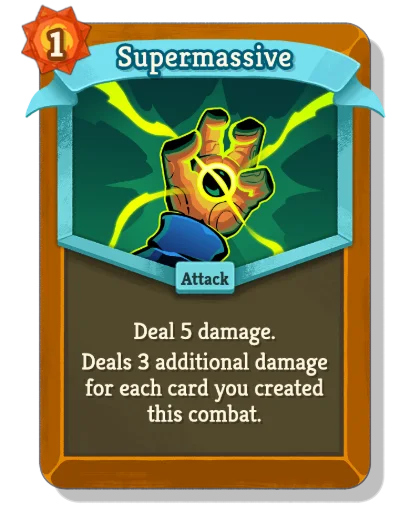 1
Supermassive
Attack
Deal 5 damage.
Deals 3 additional damage
for each card you created
this combat.